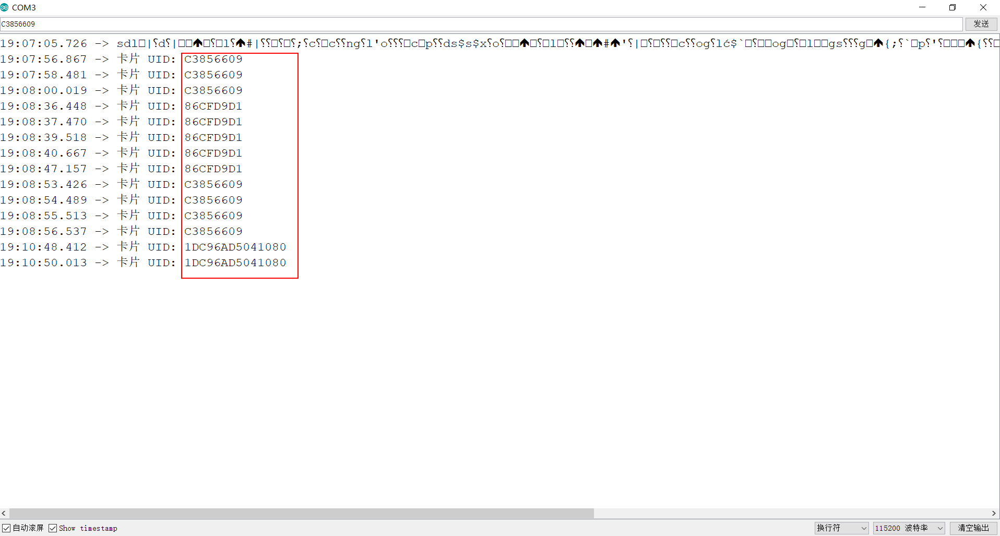 COM3
C3856609
发送
19:07:05.726 ->
19:07:56.867 -> 卡片 UID: C3856609
19:07:58.481 -> 卡片 UID: C3856609
19:08:00.019 -> 卡片 UID: C3856609
19:08:36.448 -> 卡片 UID: 86CFD9D1
19:08:37.470 -> 卡片 UID: 86CFD9D1
19:08:39.518 -> 卡片 UID: 86CFD9D1
19:08:40.667 -> 卡片 UID: 86CFD9D1
19:08:47.157 -> 卡片 UID: 86CFD9D1
19:08:53.426 -> 卡片 UID: C3856609
19:08:54.489 -> 卡片 UID: C3856609
19:08:55.513 -> 卡片 UID: C3856609
19:08:56.537 -> 卡片 UID: C3856609
19:10:48.412 -> 卡片 UID: 1DC96AD5041080
19:10:50.013 -> 卡片 UID: 1DC96AD5041080
自动滚屏 Show timestamp 换行符 115200 波特率 清空输出